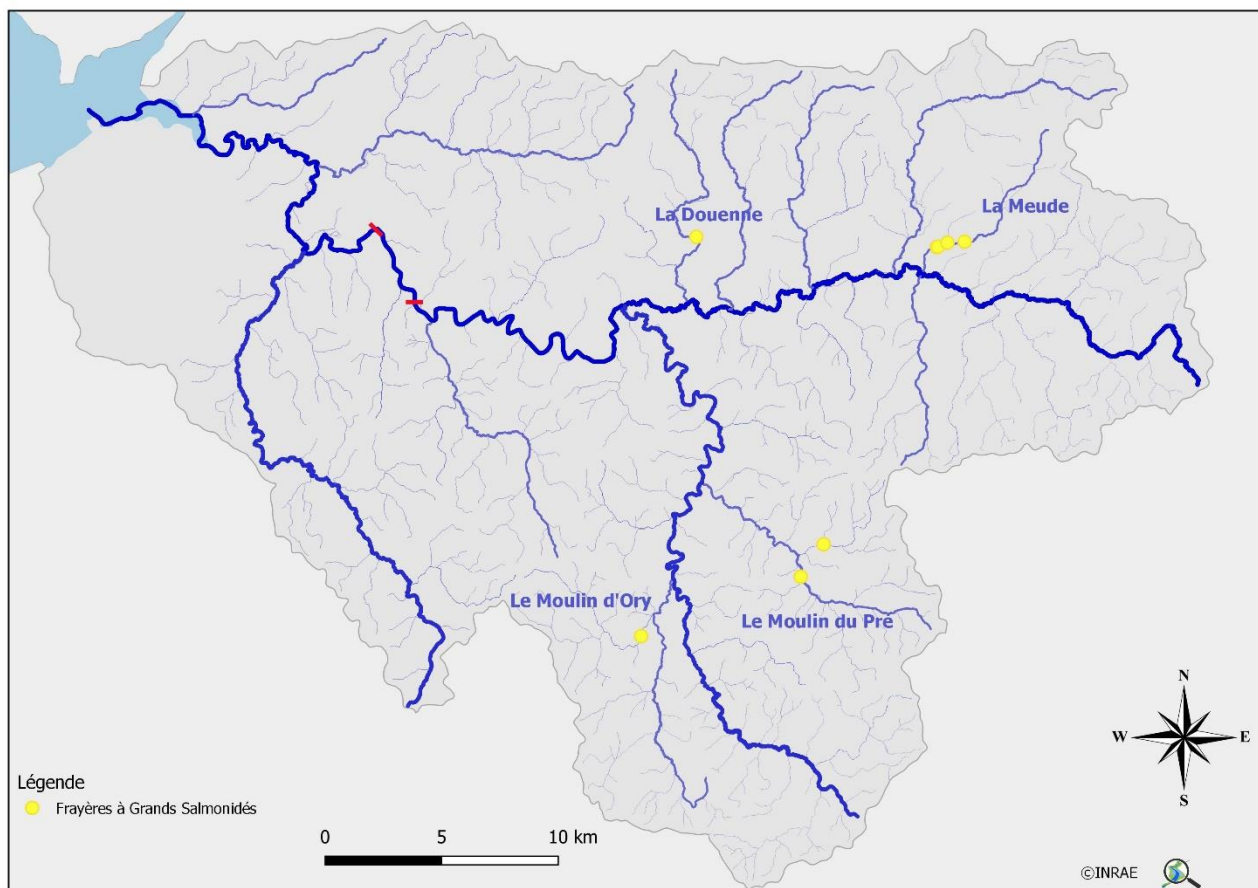 La Douenne
La Meude
Le Moulin d'Ory
Le Moulin du Pré
N
W
E
S
Légende
Frayères à Grands Salmonidés
0
5
10 km
©INRAE